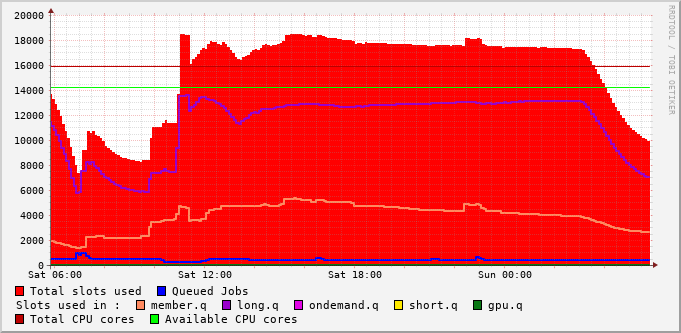 20000
18000
16000
14000
12000
10000
8000
6000
4000
2000
0
Sat 06:00 Sat 12:00 Sat 18:00 Sun 00:00
RRDTOOL / TOBI OETIKER
Total slots used Queued Jobs
Slots used in : member.q long.q ondemand.q short.q gpu.q
Total CPU cores Available CPU cores